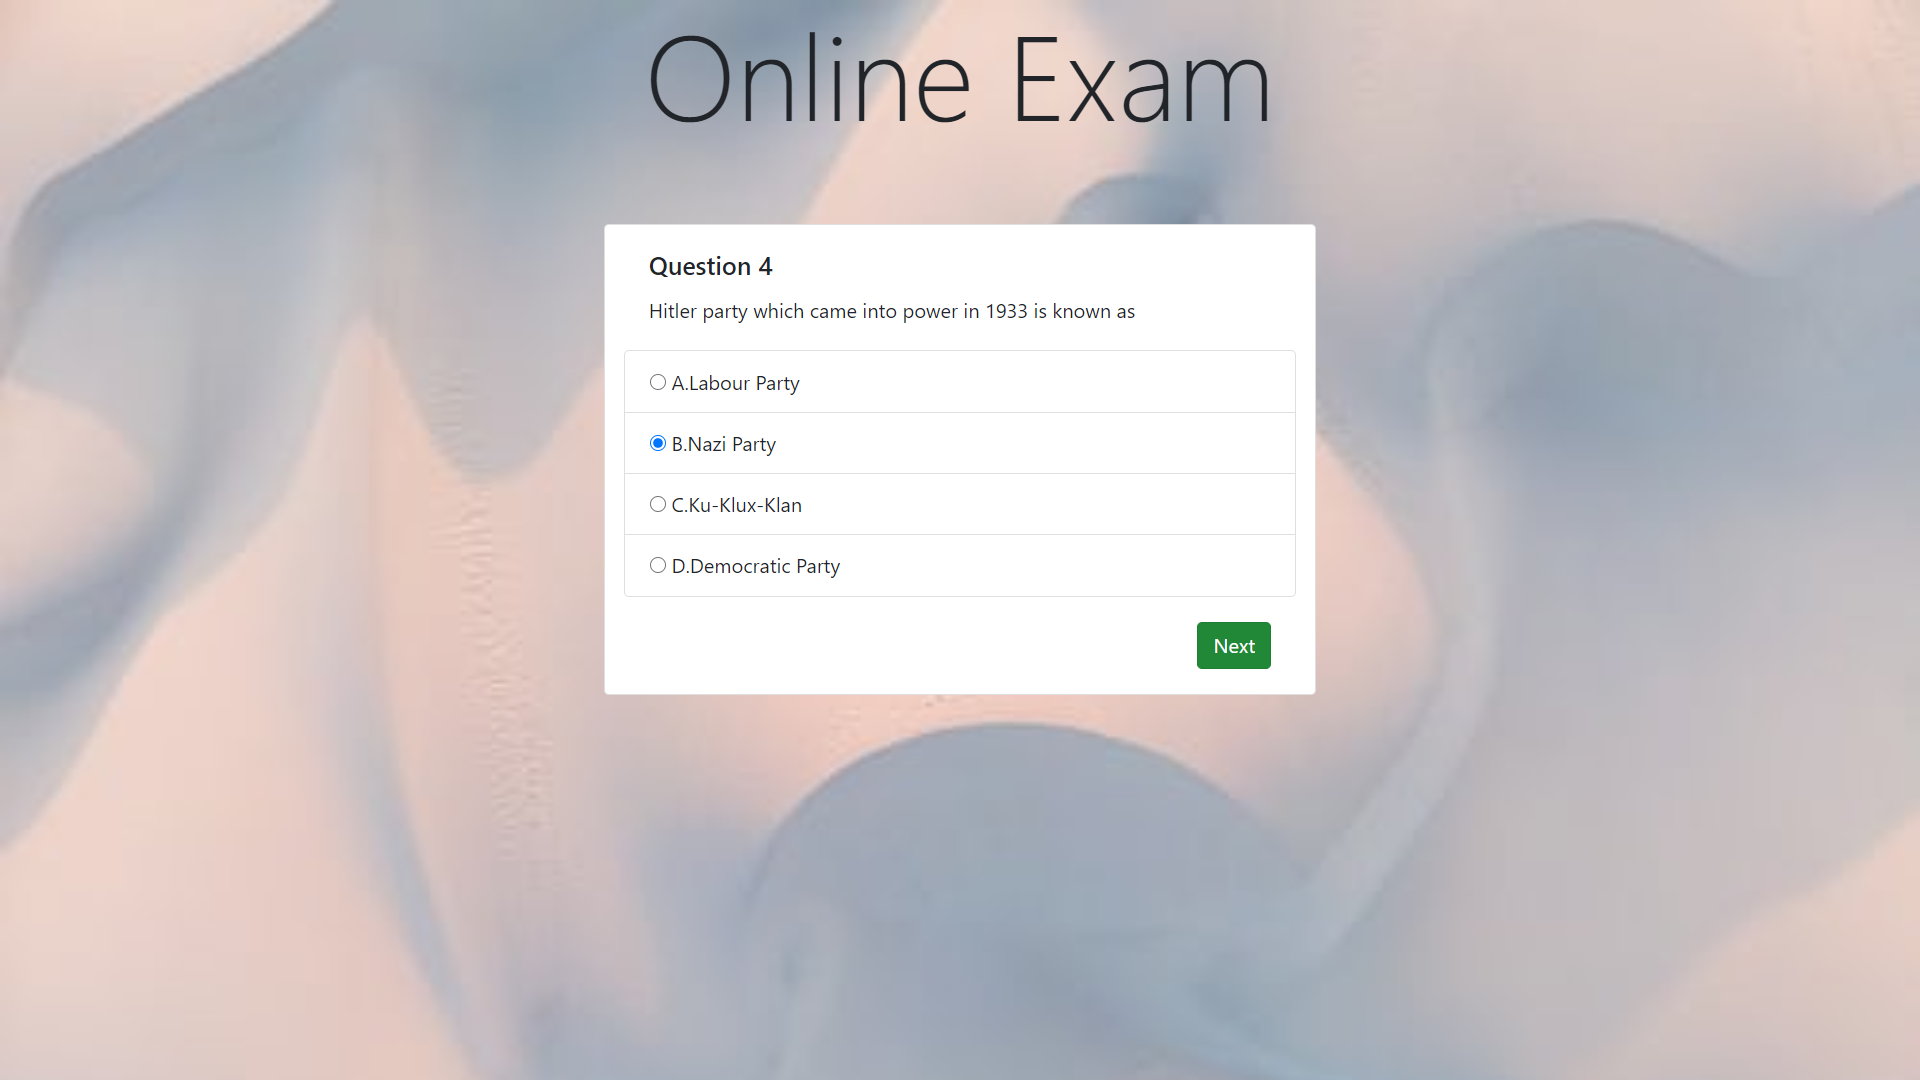 Online Exam
Question 4
Hitler party which came into power in 1933 is known as
A.Labour Party
B.Nazi Party
C.Ku-Klux-Klan
D.Democratic Party
Next